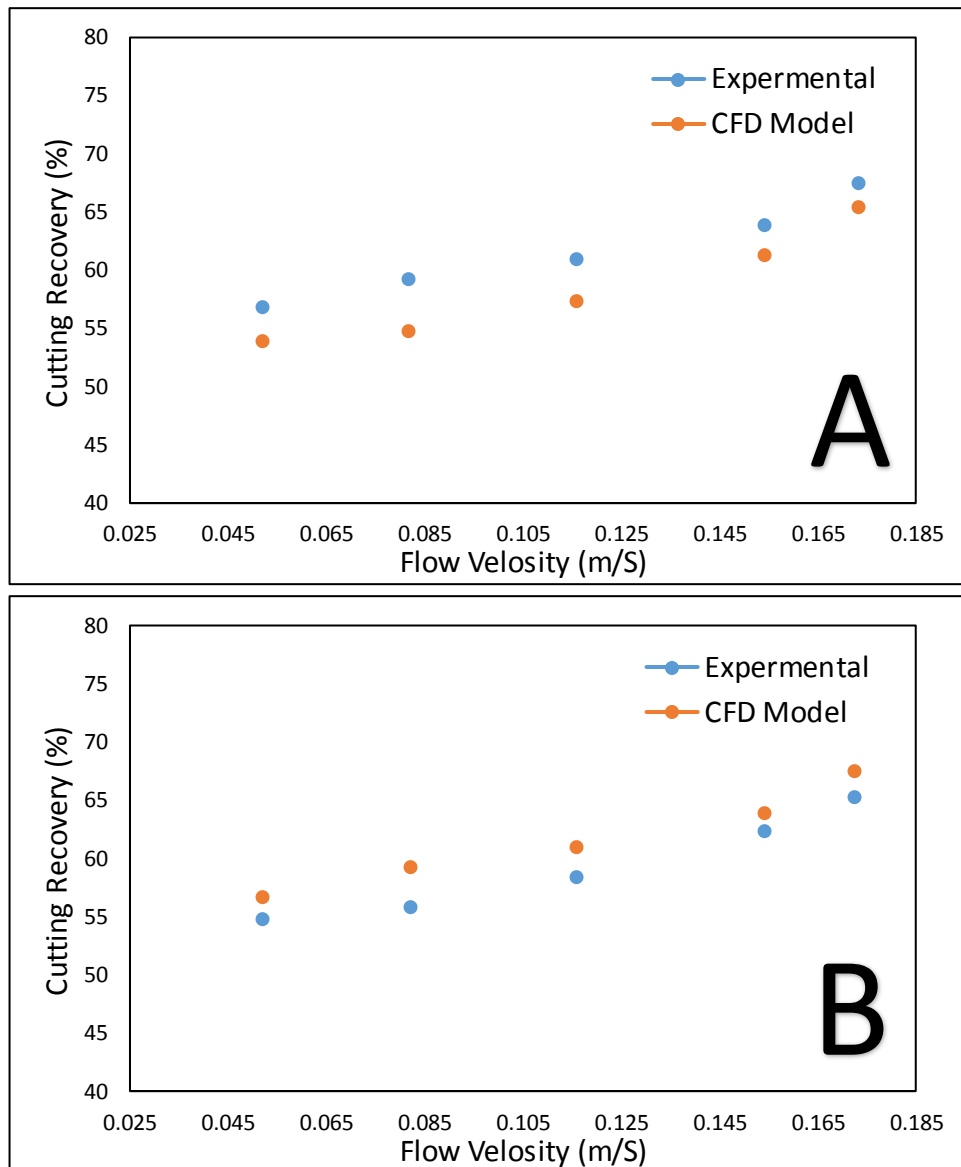 80
75
70
65
60
55
50
45
40
Cutting Recovery (%)
Expermental
CFD Model
A
0.025 0.045 0.065 0.085 0.105 0.125 0.145 0.165 0.185
Flow Velosity (m/S)
80
75
70
65
60
55
50
45
40
Cutting Recovery (%)
Expermental
CFD Model
B
0.025 0.045 0.065 0.085 0.105 0.125 0.145 0.165 0.185
Flow Velosity (m/S)